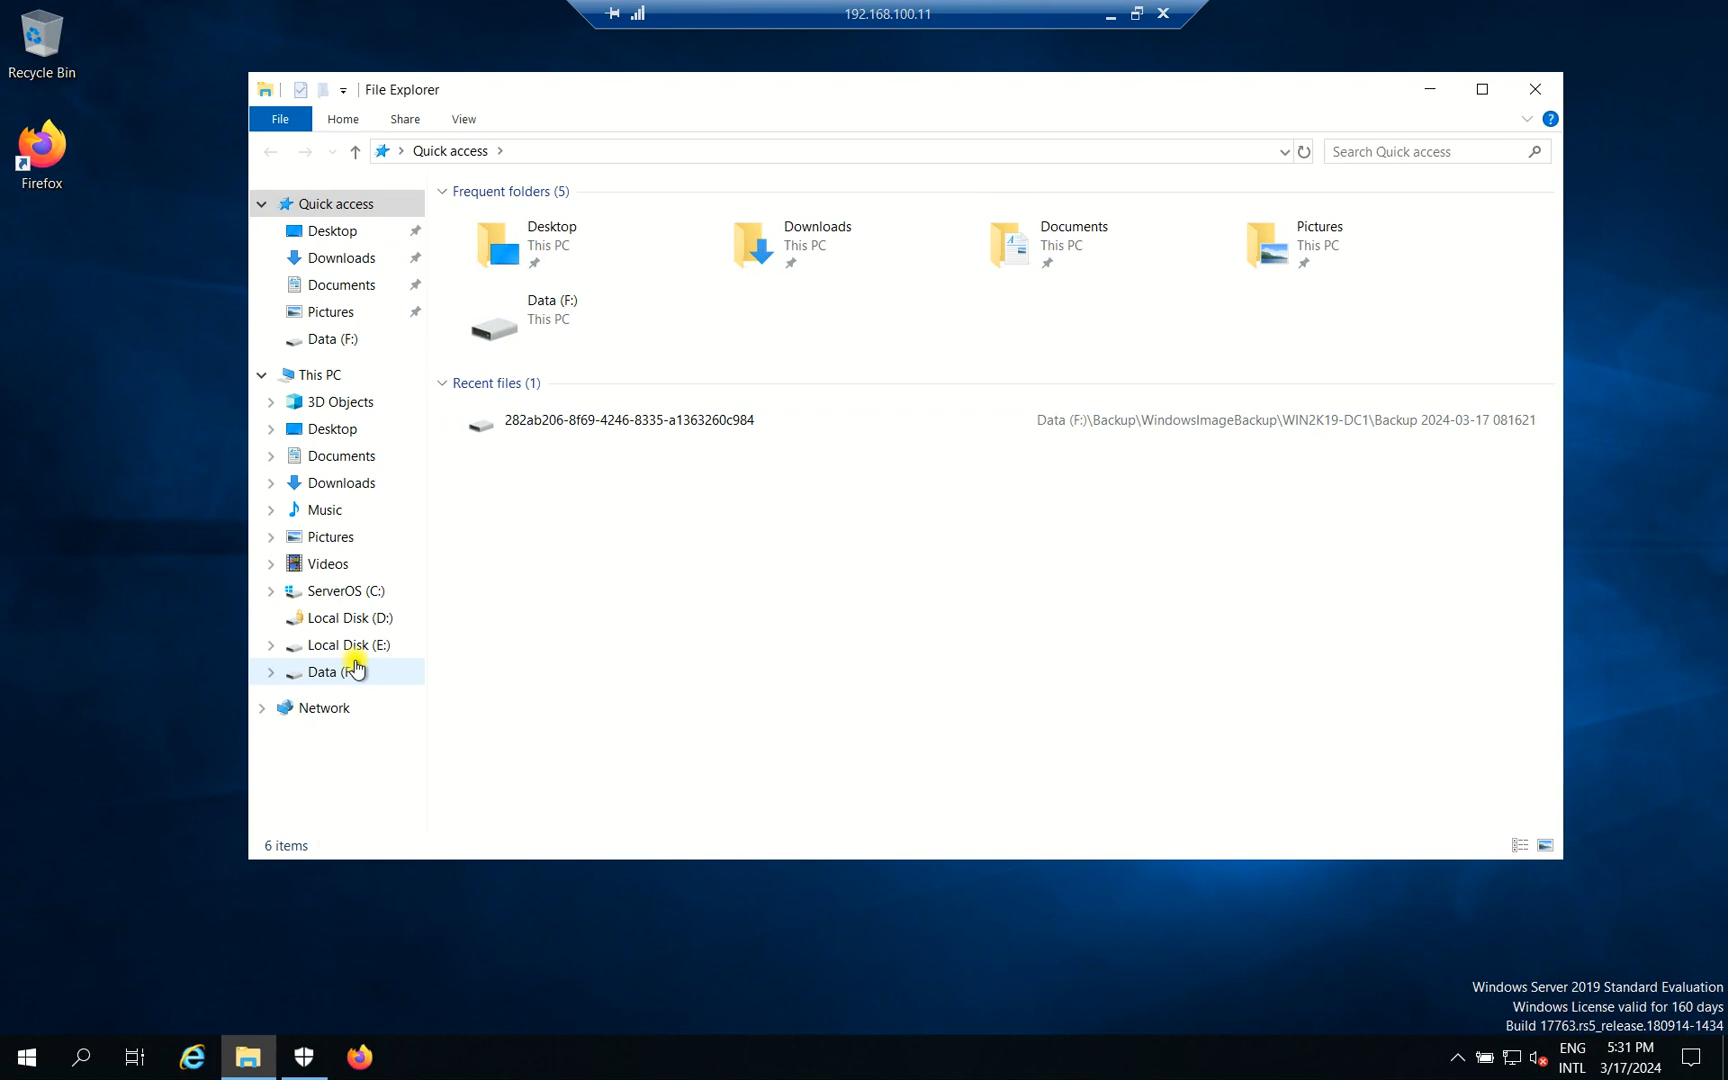 192.168.100.11
Recycle Bin
Firefox
File Explorer
File Home Share View
Quick access
Search Quick access
Quick access
Desktop
Downloads
Documents
Pictures
Data (F:)
This PC
3D Objects
Desktop
Documents
Downloads
Music
Pictures
Videos
ServerOS (C:)
Local Disk (D:)
Local Disk (E:)
Data (F
Network
Frequent folders (5)
Desktop
This PC
Downloads
This PC
Documents
This PC
Pictures
This PC
Data (F:)
This PC
Recent files (1)
282ab206-8f69-4246-8335-a1363260c984 Data (F:)\Backup\WindowsImageBackup\WIN2K19-DC1\Backup 2024-03-17 081621
6 items
Windows Server 2019 Standard Evaluation
Windows License valid for 160 days
Build 17763.rs5_release.180914-1434
ENG
INTL
5:31 PM
3/17/2024